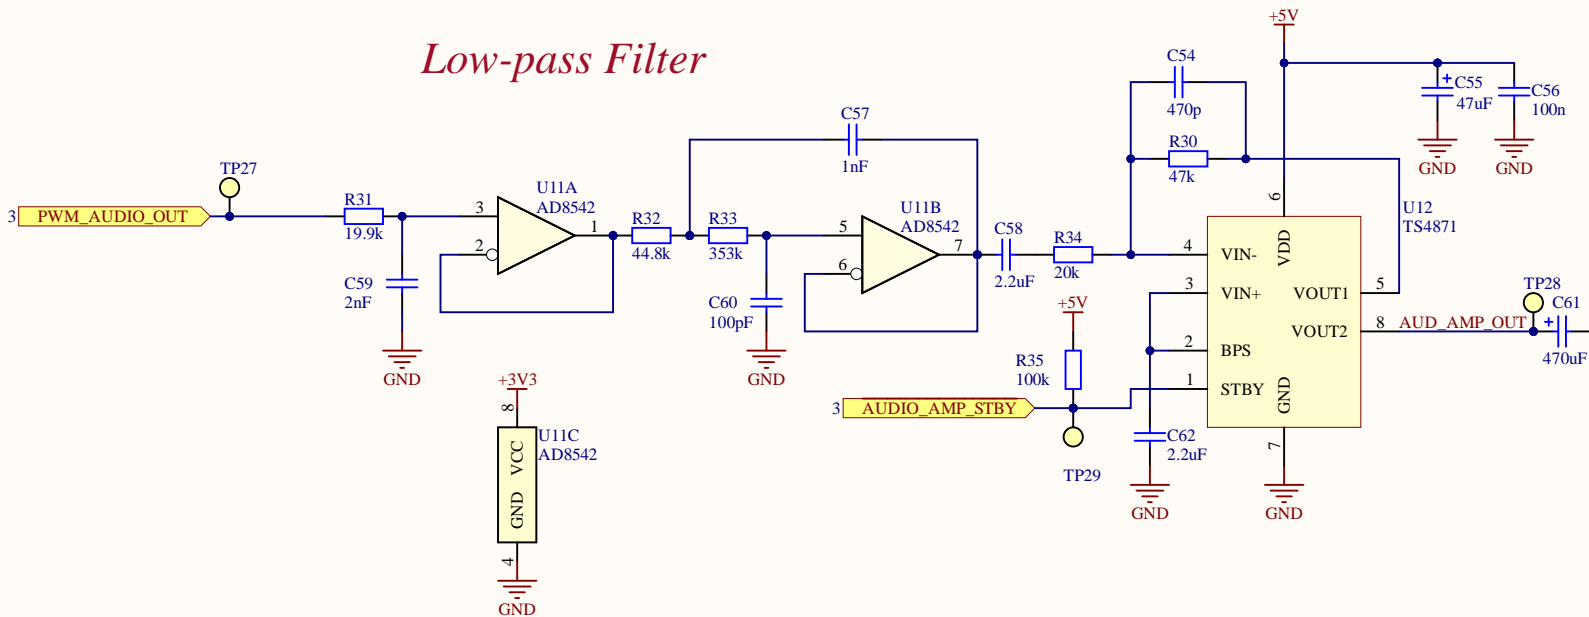 Low-pass Filter
+5V
C54
470p
C55
47uF
C56
100n
GND
GND
C57
1nF
R30
47k
TP27
3 PWM_AUDIO_OUT
R31
19.9k
U11A
AD8542
3
2
1
R32
44.8k
R33
353k
U11B
AD8542
5
6
7
C58
2.2uF
R34
20k
6
U12
TS4871
4
VIN-
VDD
3
VIN+
VOUT1
5
VOUT2
8
AUD_AMP_OUT
TP28
C61
470uF
2
BPS
1
STBY
GND
7
C59
2nF
GND
C60
100pF
GND
+5V
R35
100k
3 AUDIO_AMP_STBY
TP29
C62
2.2uF
GND
GND
+3V3
8
U11C
AD8542
VCC
GND
4
GND
+
+